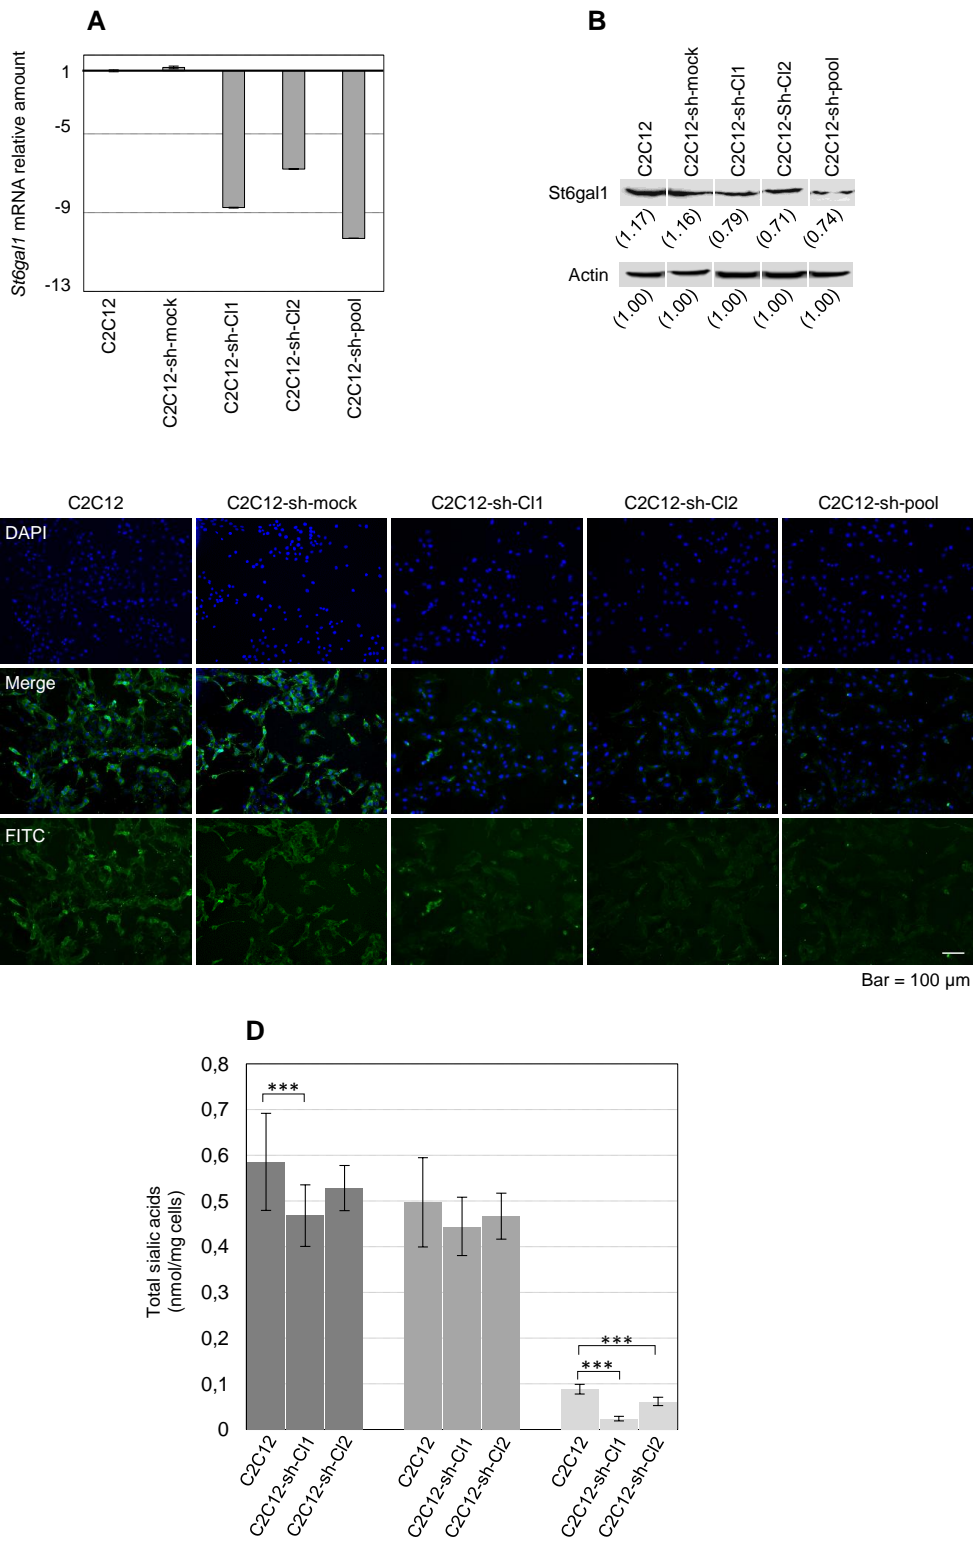 A
St6gal1 mRNA relative amount
1
-5
-9
-13
C2C12
C2C12-sh-mock
C2C12-sh-Cl1
C2C12-sh-Cl2
C2C12-sh-pool
B
C2C12
C2C12-sh-mock
C2C12-sh-Cl1
C2C12-Sh-Cl2
C2C12-sh-pool
St6gal1
(1.17)
(1.16)
(0.79)
(0.71)
(0.74)
Actin
(1.00)
(1.00)
(1.00)
(1.00)
(1.00)
C2C12
C2C12-sh-mock
C2C12-sh-Cl1
C2C12-sh-Cl2
C2C12-sh-pool
DAPI
Merge
FITC
Bar = 100 µm
D
Total sialic acids
(nmol/mg cells)
0,8
0,7
0,6
0,5
0,4
0,3
0,2
0,1
0
***
***
***
C2C12
C2C12-sh-Cl1
C2C12-sh-Cl2
C2C12
C2C12-sh-Cl1
C2C12-sh-Cl2
C2C12
C2C12-sh-Cl1
C2C12-sh-Cl2